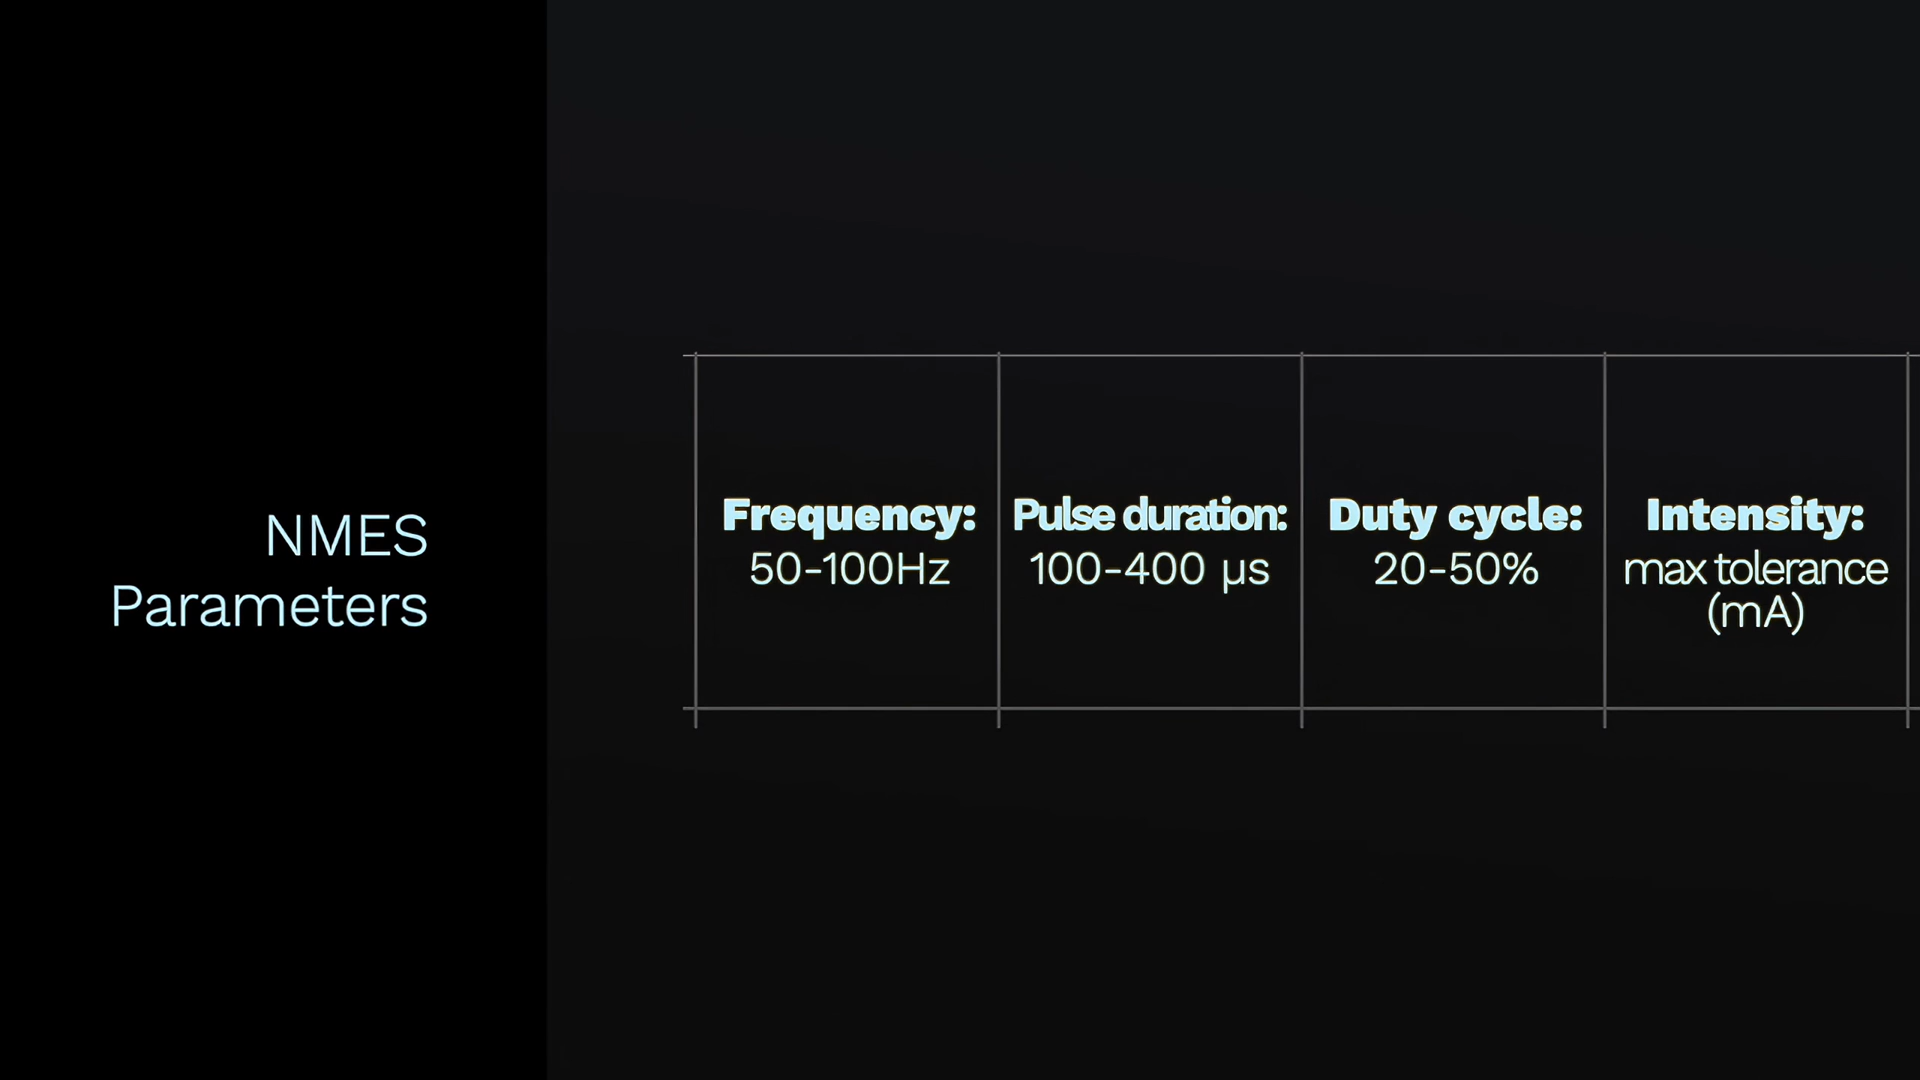 NMES
Parameters
Frequency:
50-100Hz
Pulse duration:
100-400 µs
Duty cycle:
20-50%
Intensity:
max tolerance
(mA)